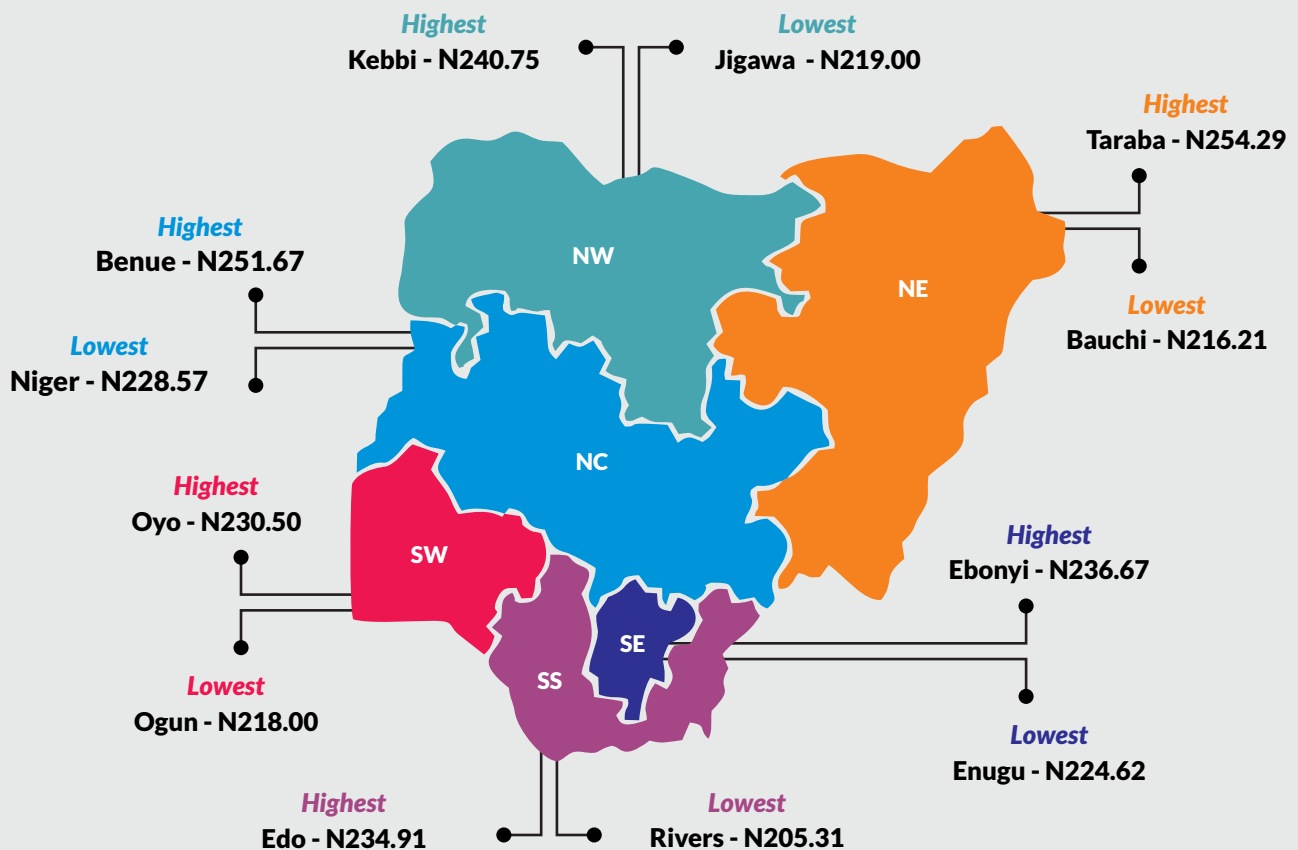 Highest
Kebbi - N240.75
Lowest
Jigawa - N219.00
Highest
Taraba - N254.29
Lowest
Bauchi - N216.21
Highest
Benue - N251.67
Lowest
Niger - N228.57
NW
NE
NC
SW
SE
SS
Highest
Oyo - N230.50
Lowest
Ogun - N218.00
Highest
Ebonyi - N236.67
Lowest
Enugu - N224.62
Highest
Edo - N234.91
Lowest
Rivers - N205.31